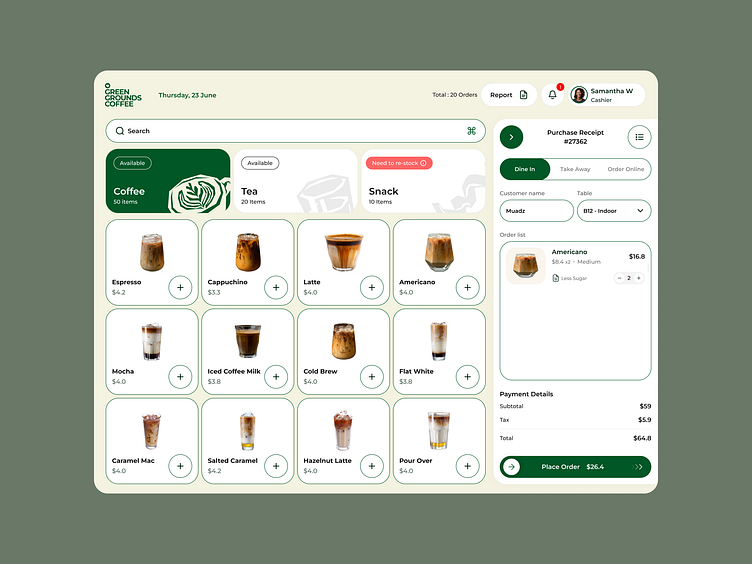 GREEN
GROUNDS
COFFEE
Thursday, 23 June
Total : 20 Orders
Report
1
Samantha W
Cashier
Search
Available
Coffee
50 items
Available
Tea
20 Items
Need to re-stock
Snack
10 Items
Espresso
$4.2
Cappuchino
$3.3
Latte
$4.0
Americano
$4.0
Mocha
$4.0
Iced Coffee Milk
$3.8
Cold Brew
$4.0
Flat White
$3.8
Caramel Mac
$4.0
Salted Caramel
$4.2
Hazelnut Latte
$4.0
Pour Over
$4.0
Purchase Receipt
#27362
Dine In
Take Away
Order Online
Customer name
Table
Muadz
B12 - Indoor
Order list
Americano
$8.4 x2 • Medium
$16.8
Less Sugar
− 2 +
Payment Details
Subtotal $59
Tax $5.9
Total $64.8
Place Order $26.4